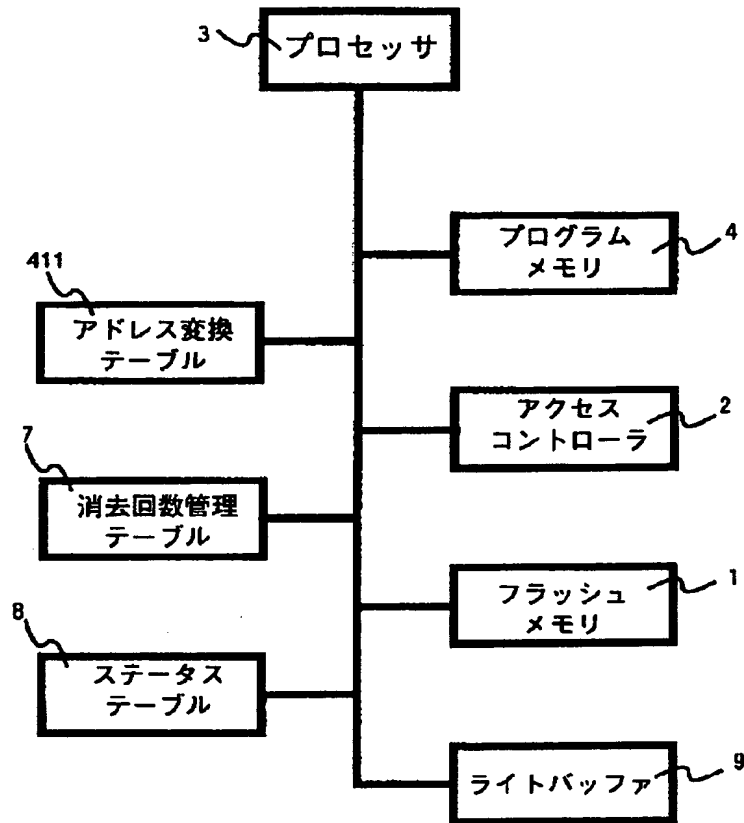 3
プロセッサ
プログラム
メモリ
4
411
アドレス変換
テーブル
アクセス
コントローラ
2
7
消去回数管理
テーブル
フラッシュ
メモリ
1
8
ステータス
テーブル
ライトバッファ
9